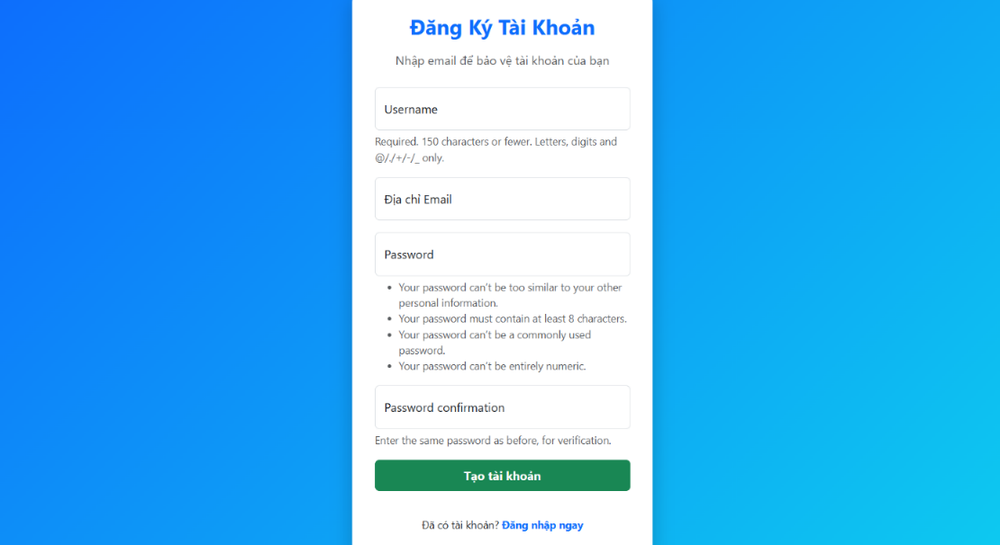 Đăng Ký Tài Khoản
Nhập email để bảo vệ tài khoản của bạn
Username
Required. 150 characters or fewer. Letters, digits and
@/./+/-/_ only.
Địa chỉ Email
Password
• Your password can’t be too similar to your other
personal information.
• Your password must contain at least 8 characters.
• Your password can’t be a commonly used
password.
• Your password can’t be entirely numeric.
Password confirmation
Enter the same password as before, for verification.
Tạo tài khoản
Đã có tài khoản? Đăng nhập ngay